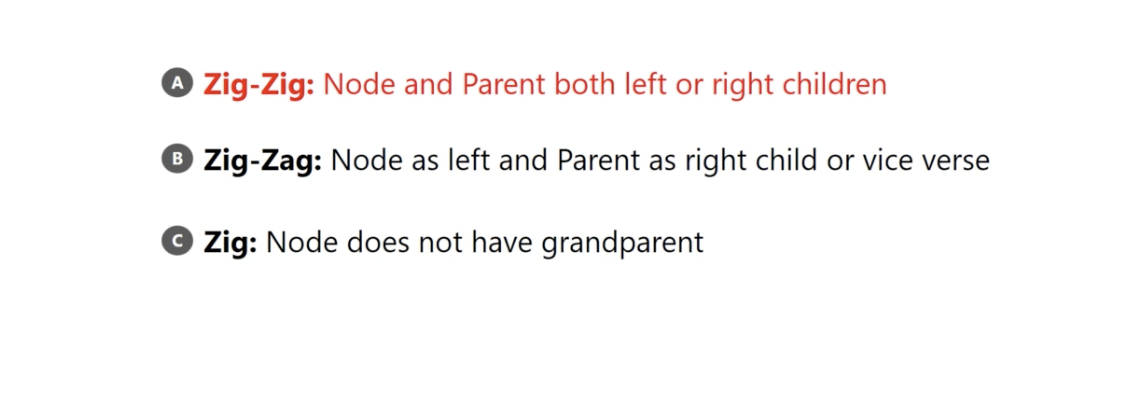 A Zig-Zig: Node and Parent both left or right children
B Zig-Zag: Node as left and Parent as right child or vice verse
C Zig: Node does not have grandparent